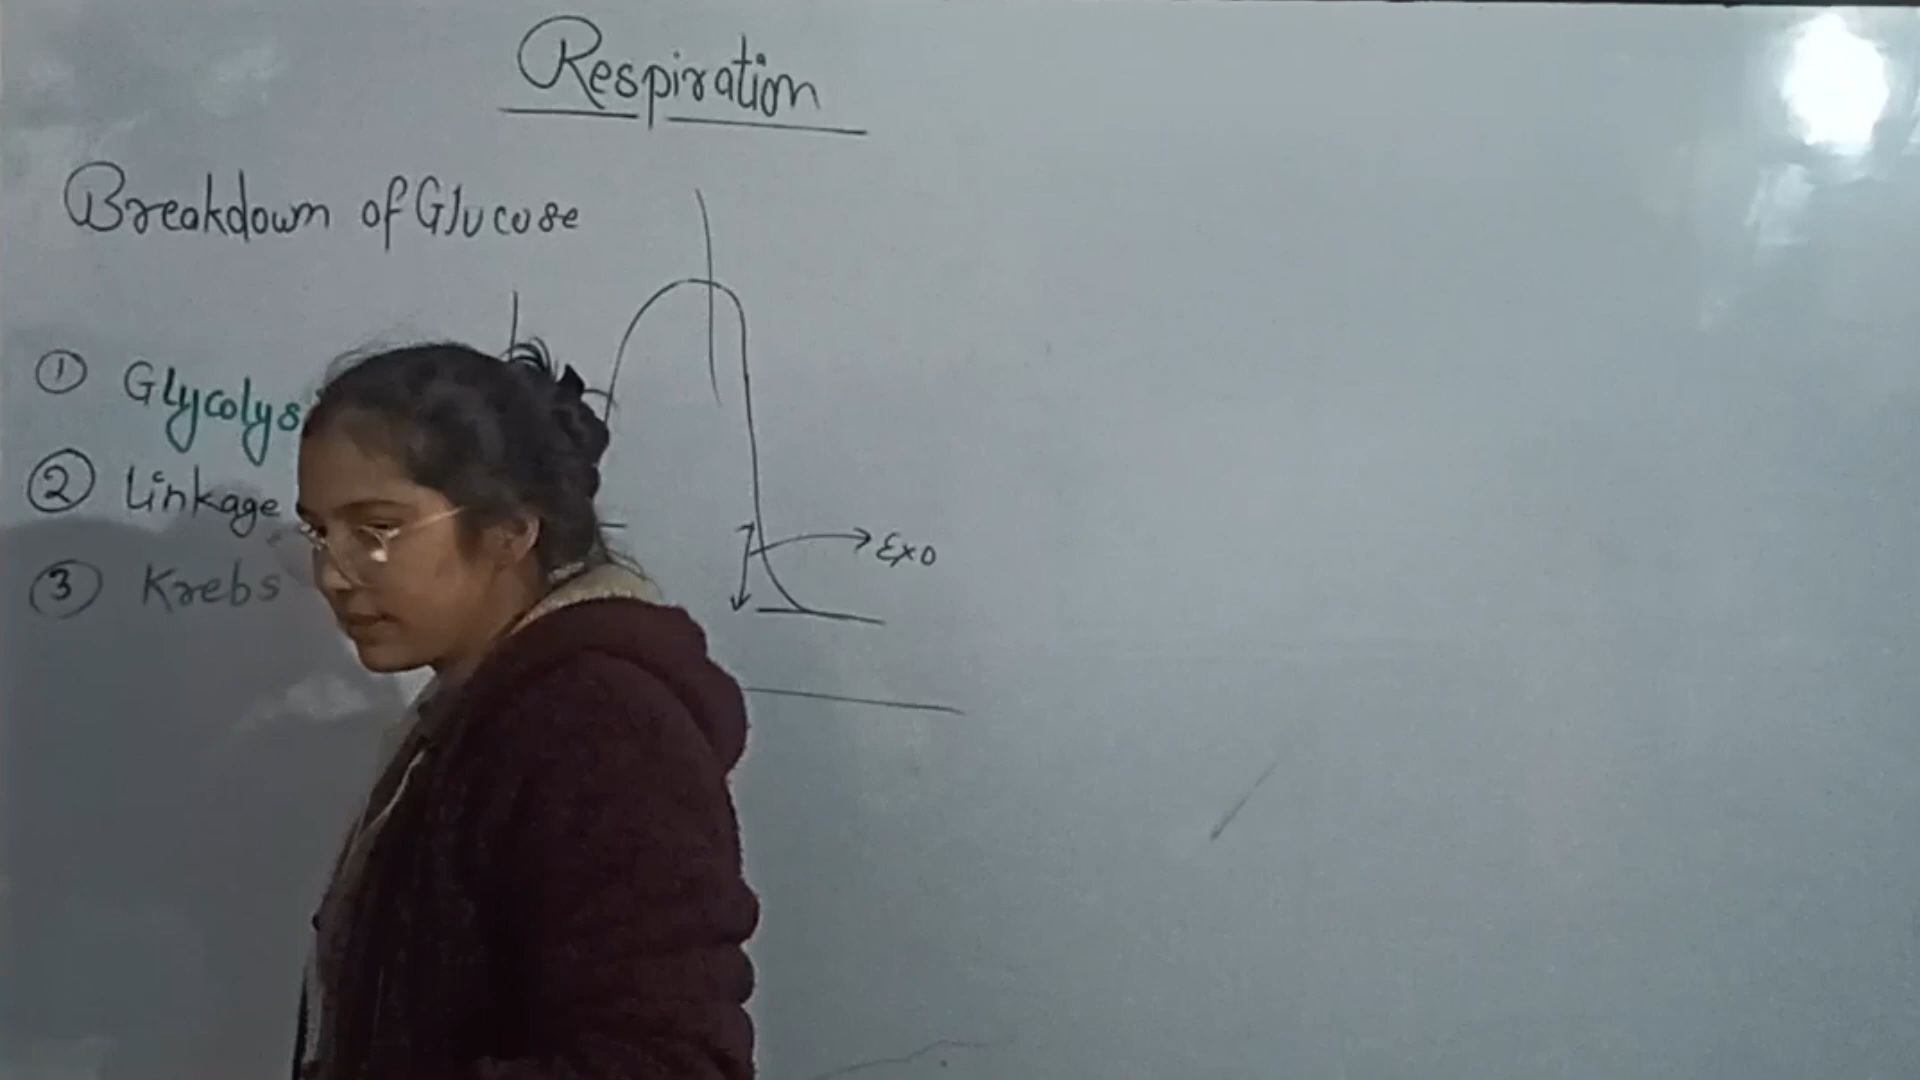 Respiration
Breakdown of Glucose
① Glycolys
② Linkage
③ Krebs
Exo